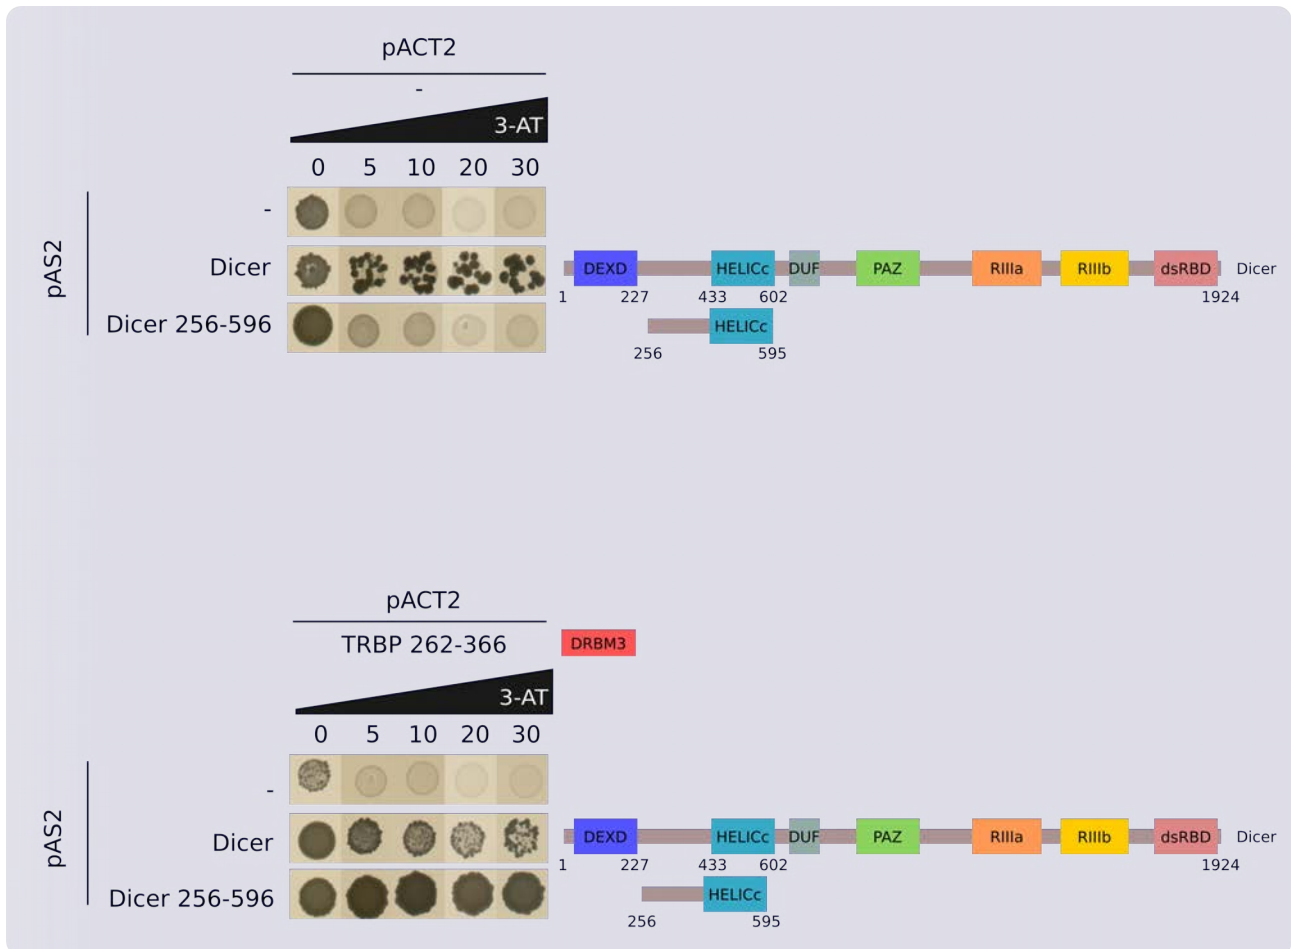 pACT2
-
3-AT
0 5 10 20 30
pAS2
-
Dicer
DEXD HELICc DUF PAZ RIIIa RIIIb dsRBD Dicer
1 227 433 602 1924
Dicer 256-596
HELICc
256 595
pACT2
TRBP 262-366
DRBM3
3-AT
0 5 10 20 30
pAS2
-
Dicer
DEXD HELICc DUF PAZ RIIIa RIIIb dsRBD Dicer
1 227 433 602 1924
Dicer 256-596
HELICc
256 595